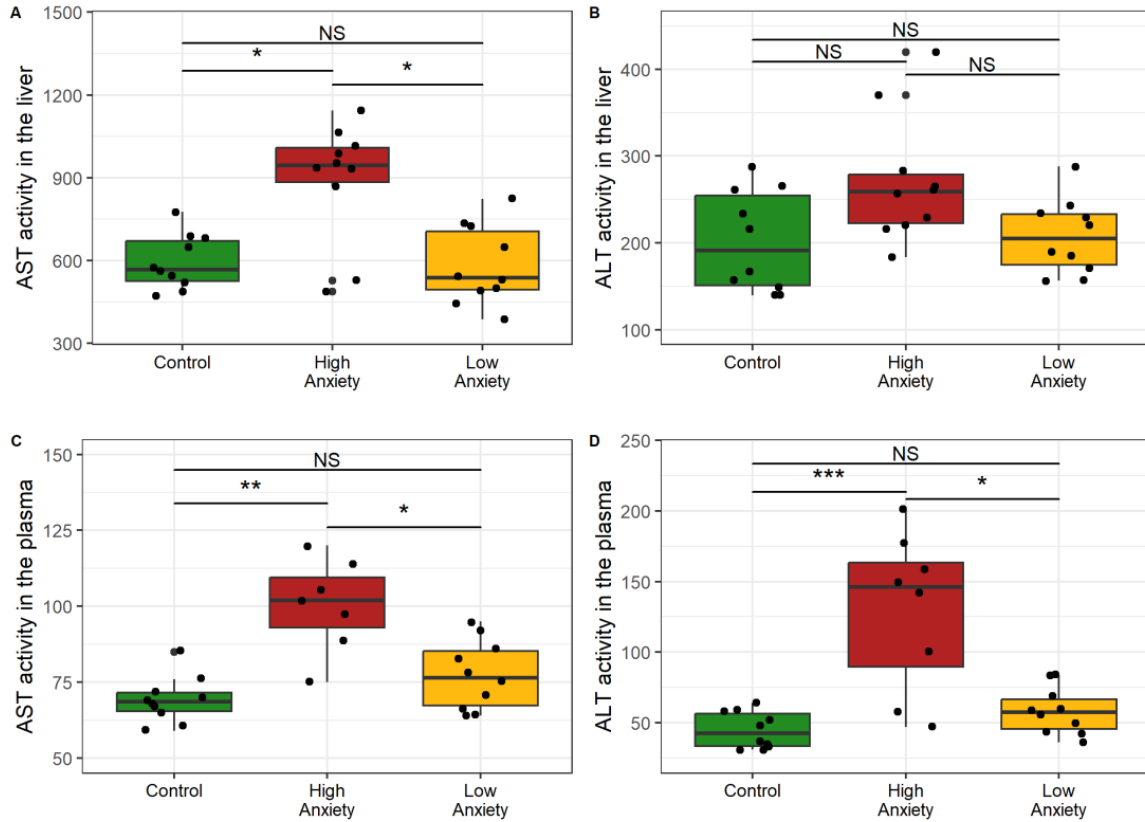 A
AST activity in the liver
1500
1200
900
600
300
NS
*
*
Control
High
Anxiety
Low
Anxiety
B
ALT activity in the liver
400
300
200
100
NS
NS
NS
Control
High
Anxiety
Low
Anxiety
C
AST activity in the plasma
150
125
100
75
50
NS
**
*
Control
High
Anxiety
Low
Anxiety
D
ALT activity in the plasma
250
200
150
100
50
NS
***
*
Control
High
Anxiety
Low
Anxiety